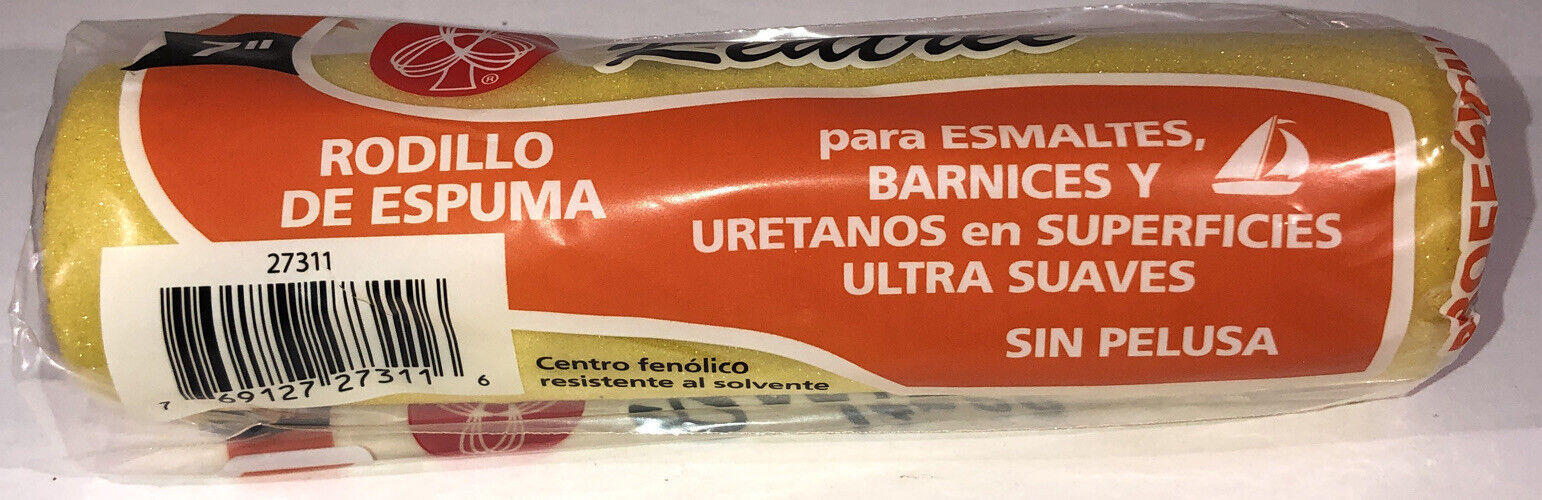 7"
®
Redtree
RODILLO
DE ESPUMA
para ESMALTES,
BARNICES Y
URETANOS en SUPERFICIES
ULTRA SUAVES
SIN PELUSA
27311
7 69127 27311 6
Centro fenólico
resistente al solvente